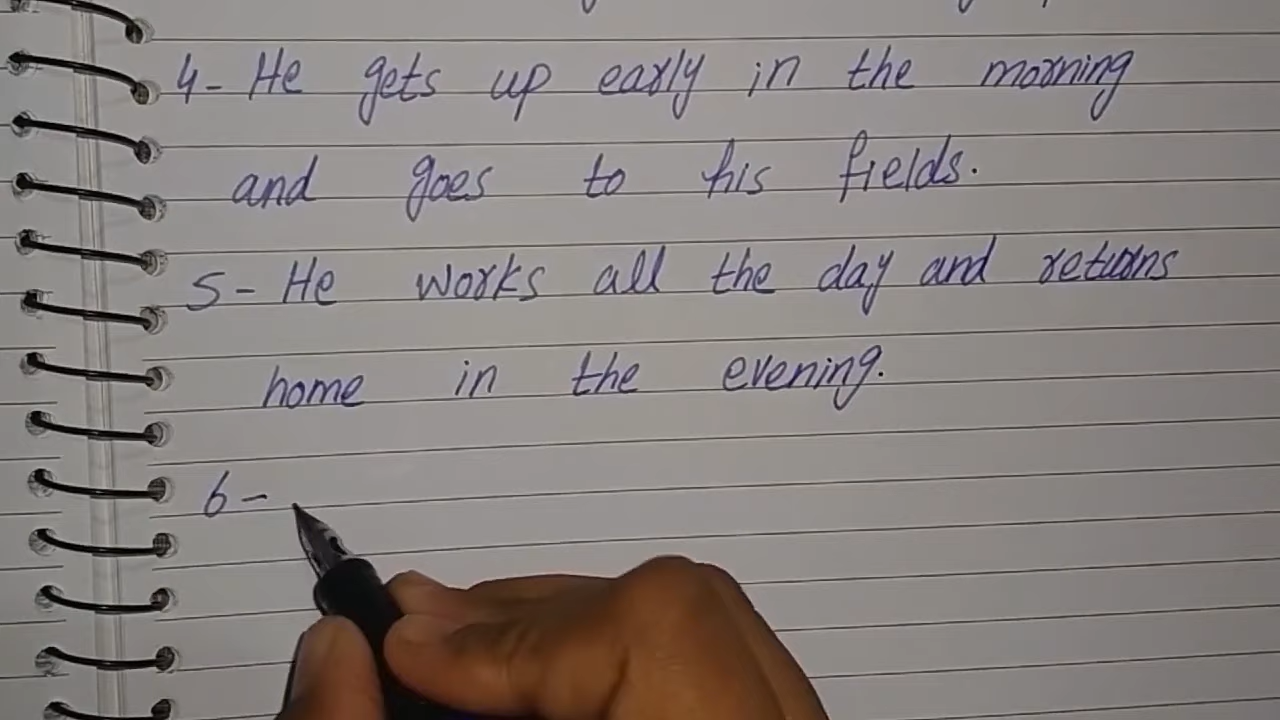 4- He gets up early in the morning
and goes to his fields.
5- He works all the day and returns
home in the evening.
6-